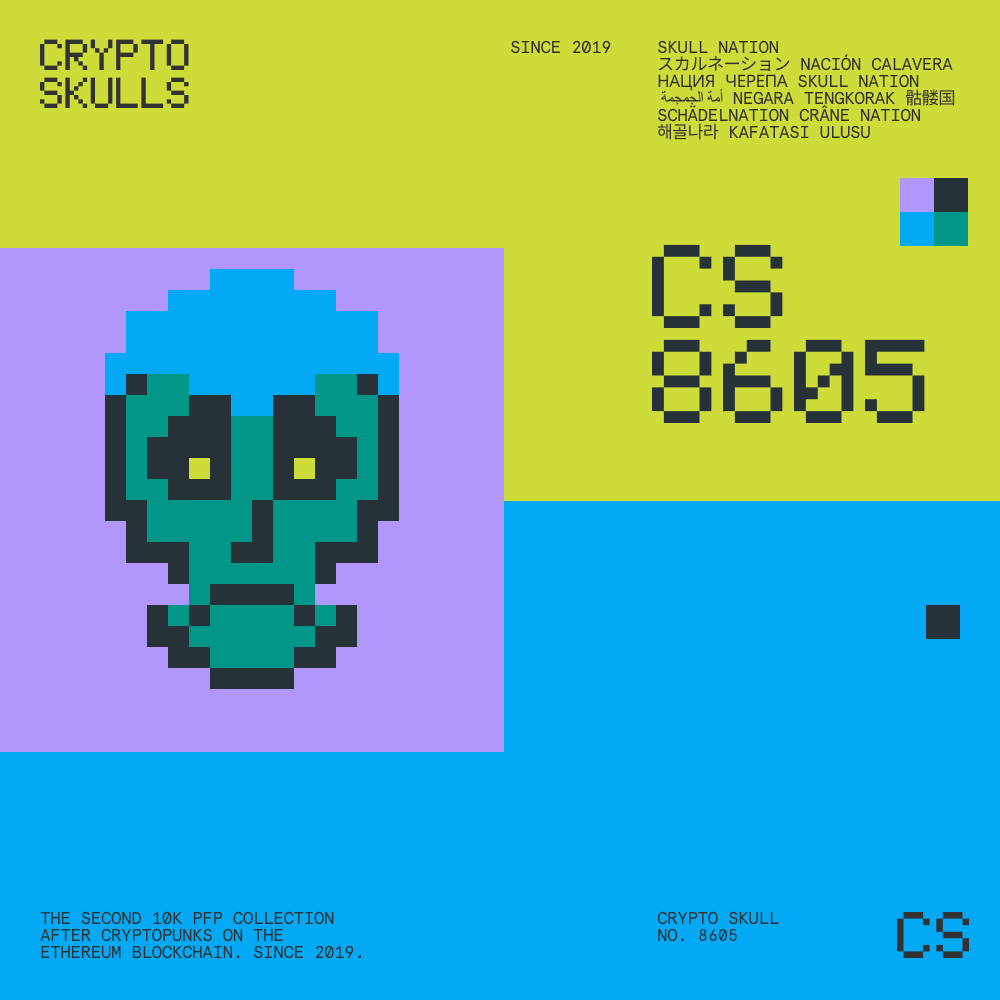 CRYPTO
SKULLS
SINCE 2019
SKULL NATION
スカルネーション NACIÓN CALAVERA
НАЦИЯ ЧЕРЕПА SKULL NATION
أمة الجمجمة NEGARA TENGKORAK 骷髅国
SCHÄDELNATION CRÂNE NATION
해골나라 KAFATASI ULUSU
CS
8605
THE SECOND 10K PFP COLLECTION
AFTER CRYPTOPUNKS ON THE
ETHEREUM BLOCKCHAIN. SINCE 2019.
CRYPTO SKULL
NO. 8605
CS